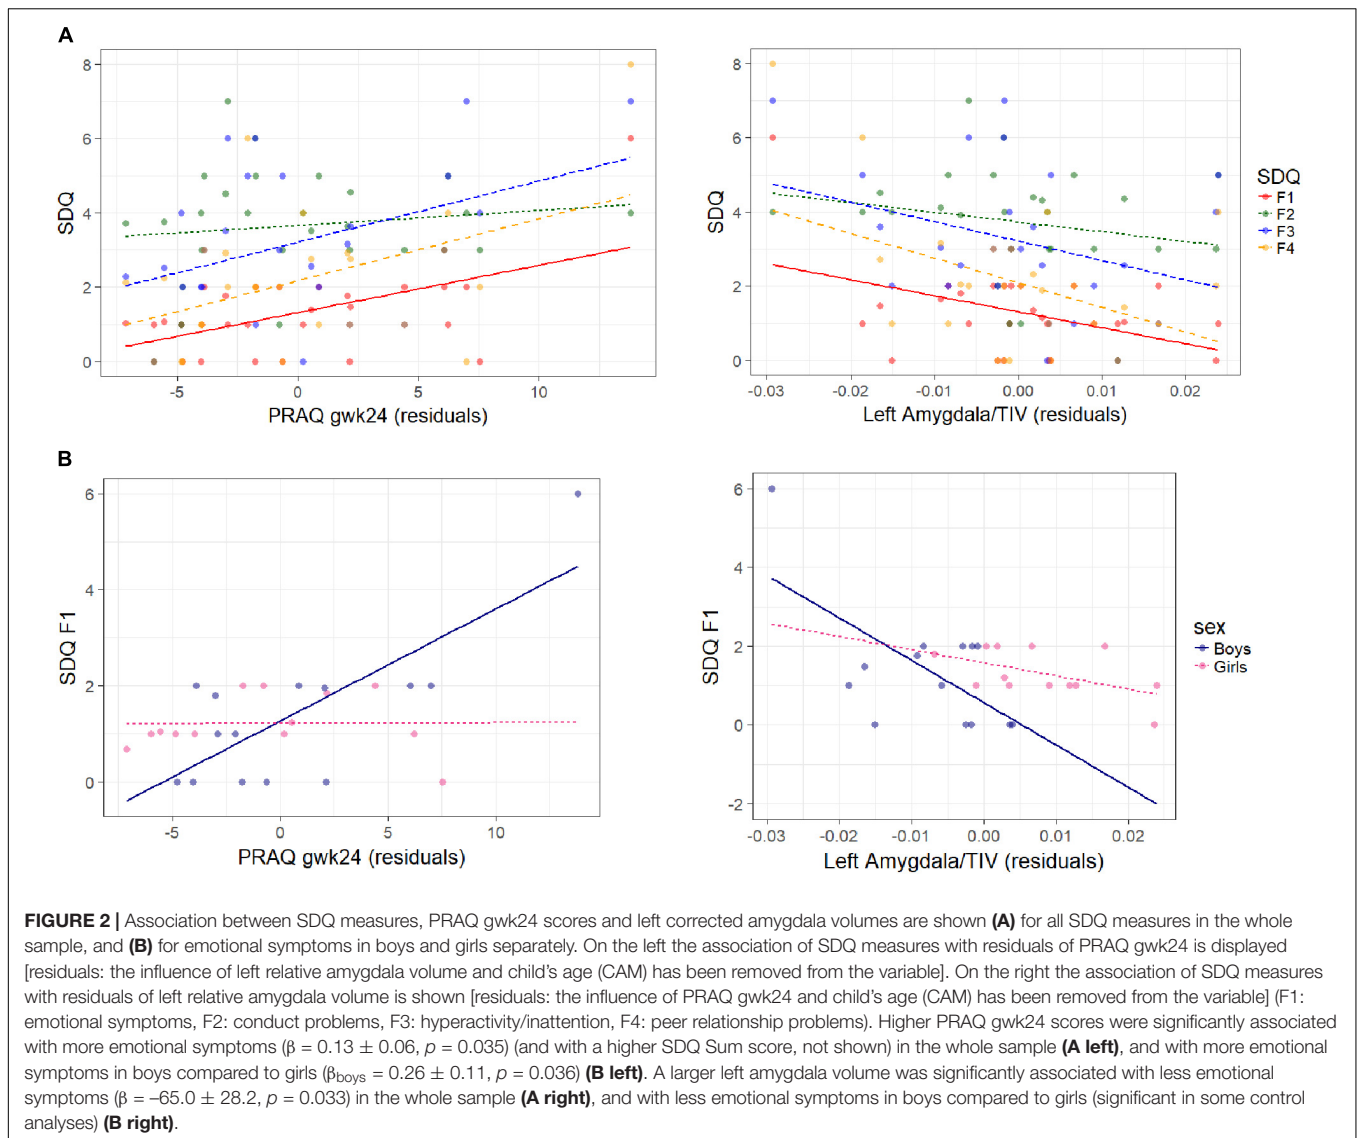 A
8
6
4
2
0
SDQ
-5
0
5
10
PRAQ gwk24 (residuals)
8
6
4
2
0
SDQ
-0.03
-0.02
-0.01
0.00
0.01
0.02
Left Amygdala/TIV (residuals)
SDQ
F1
F2
F3
F4
B
6
4
2
0
SDQ F1
-5
0
5
10
PRAQ gwk24 (residuals)
6
4
2
0
-2
SDQ F1
-0.03
-0.02
-0.01
0.00
0.01
0.02
Left Amygdala/TIV (residuals)
sex
Boys
Girls
FIGURE 2 | Association between SDQ measures, PRAQ gwk24 scores and left corrected amygdala volumes are shown (A) for all SDQ measures in the whole
sample, and (B) for emotional symptoms in boys and girls separately. On the left the association of SDQ measures with residuals of PRAQ gwk24 is displayed
[residuals: the influence of left relative amygdala volume and child's age (CAM) has been removed from the variable]. On the right the association of SDQ measures
with residuals of left relative amygdala volume is shown [residuals: the influence of PRAQ gwk24 and child's age (CAM) has been removed from the variable] (F1:
emotional symptoms, F2: conduct problems, F3: hyperactivity/inattention, F4: peer relationship problems). Higher PRAQ gwk24 scores were significantly associated
with more emotional symptoms (β = 0.13 ± 0.06, p = 0.035) (and with a higher SDQ Sum score, not shown) in the whole sample (A left), and with more emotional
symptoms in boys compared to girls (βboys = 0.26 ± 0.11, p = 0.036) (B left). A larger left amygdala volume was significantly associated with less emotional
symptoms (β = –65.0 ± 28.2, p = 0.033) in the whole sample (A right), and with less emotional symptoms in boys compared to girls (significant in some control
analyses) (B right).